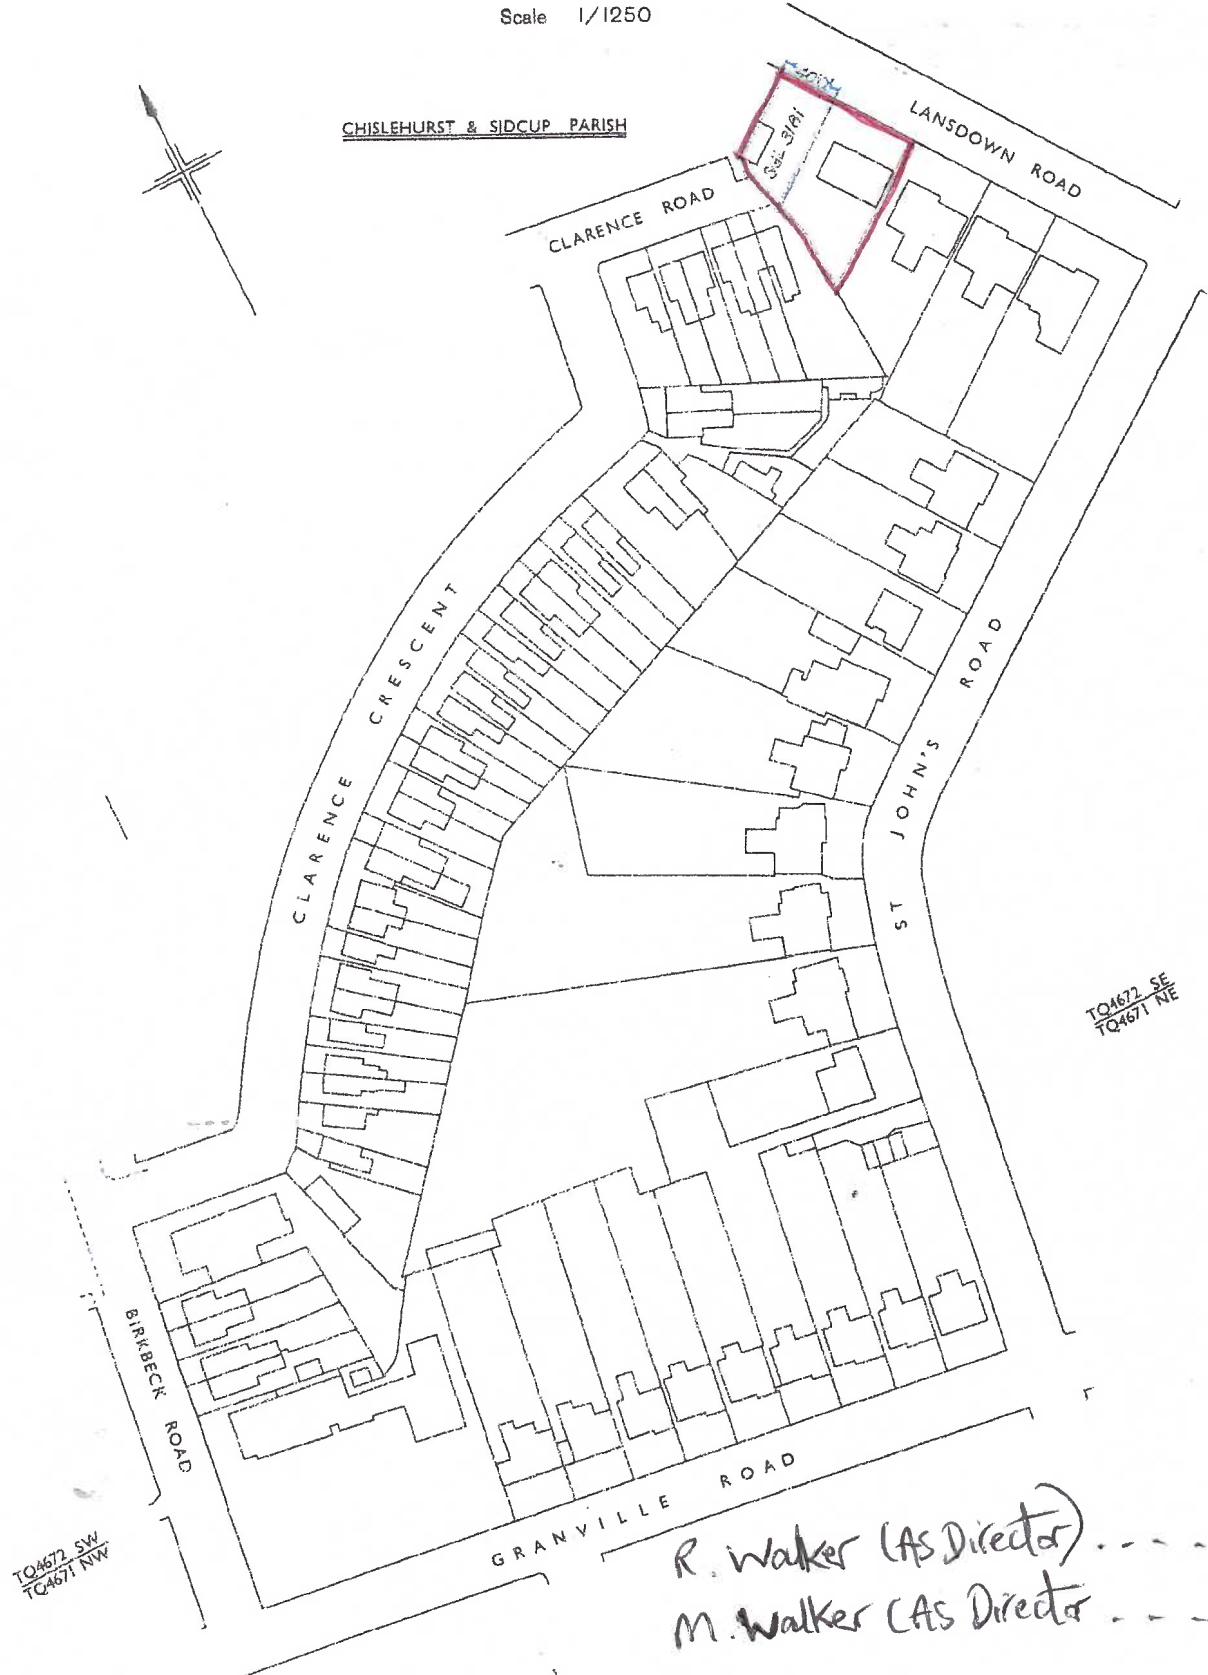 Scale 1/1250
CHISLEHURST & SIDCUP PARISH
LANSDOWN ROAD
CLARENCE ROAD
CLARENCE CRESCENT
ST JOHN'S ROAD
TQ4672 SE
TQ4671 NE
BIRKBECK ROAD
GRANVILLE ROAD
TQ4672 SW
TQ4671 NW
R. Walker (As Director) . - - -
M. Walker (As Director . - - -